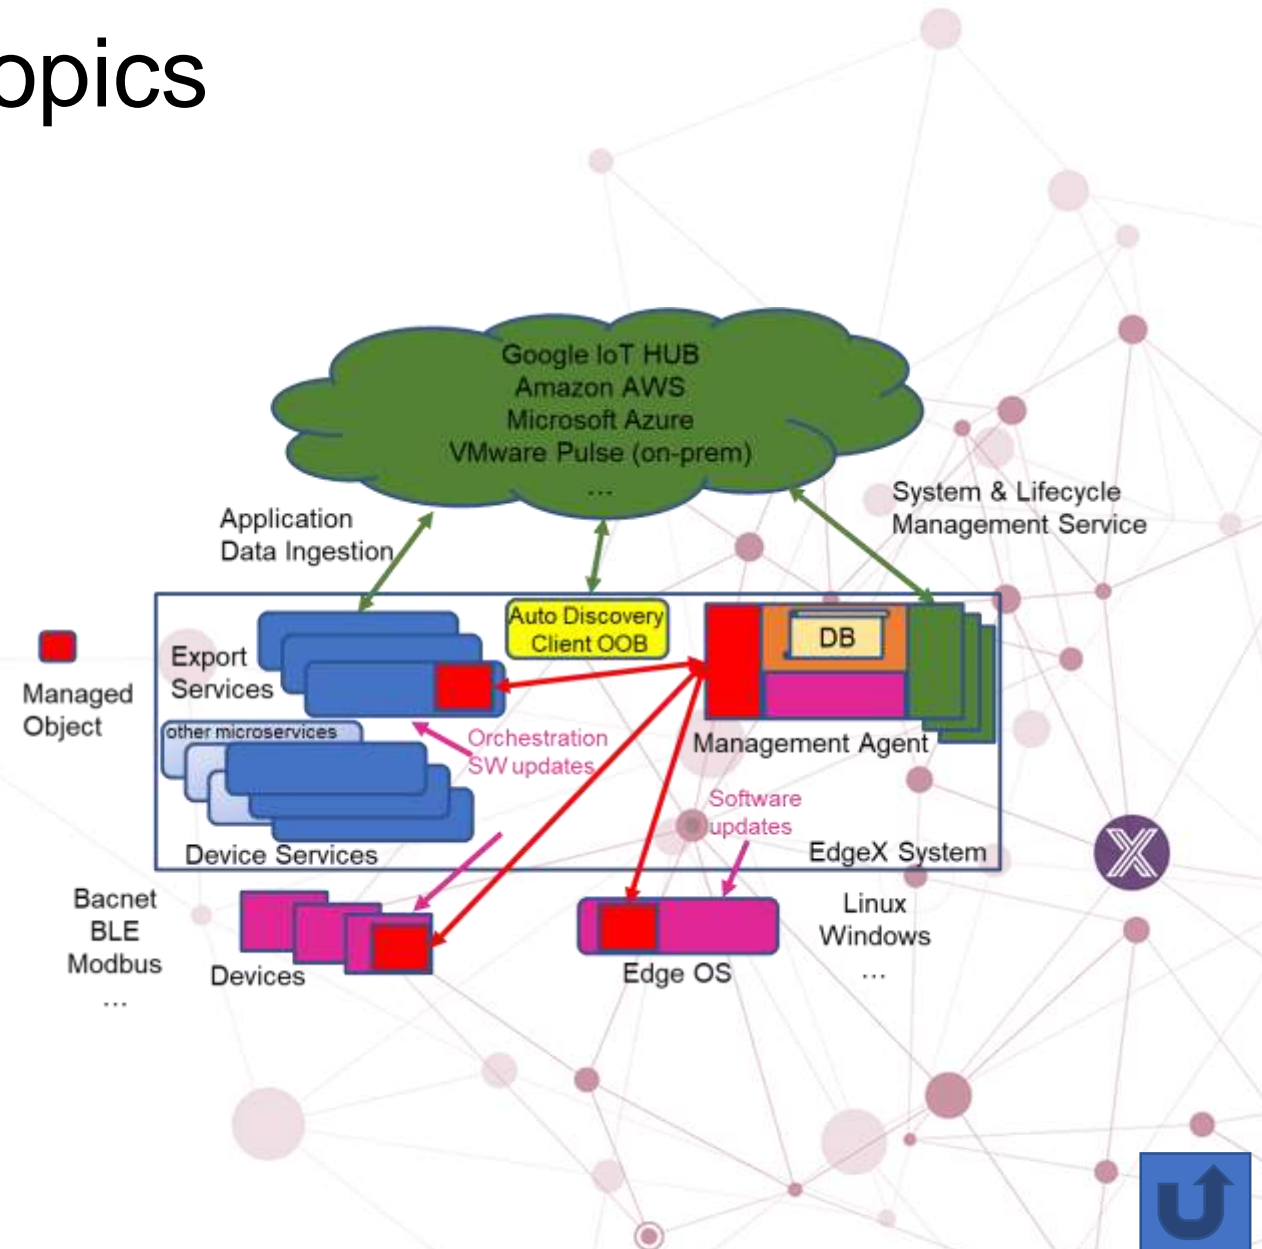 opics
Google IoT HUB
Amazon AWS
Microsoft Azure
VMware Pulse (on-prem)
...
Application
Data Ingestion
System & Lifecycle
Management Service
Auto Discovery
Client OOB
DB
Export
Services
Managed
Object
other microservices
Orchestration
SW updates
Management Agent
Software
updates
Device Services
EdgeX System
Bacnet
BLE
Modbus
...
Devices
Edge OS
Linux
Windows
...